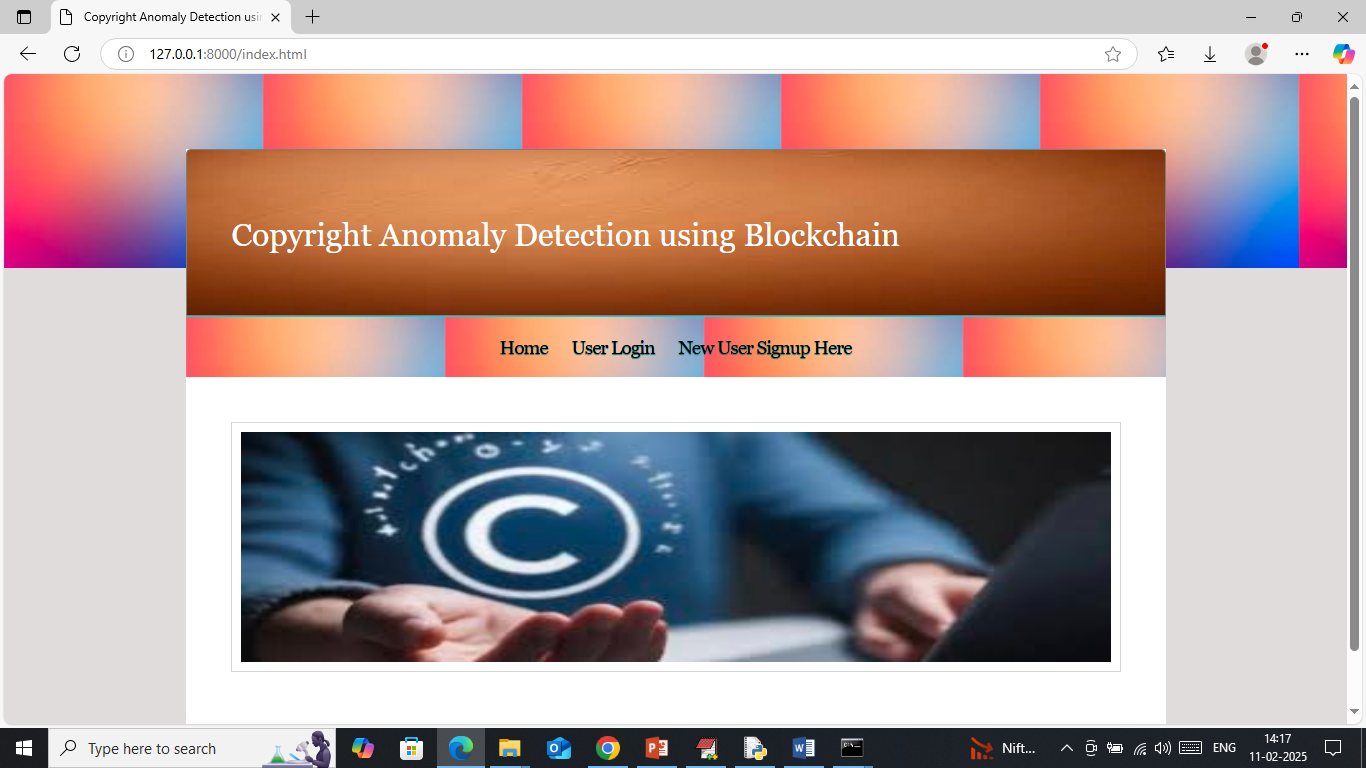 Copyright Anomaly Detection usin
127.0.0.1:8000/index.html
Copyright Anomaly Detection using Blockchain
Home User Login New User Signup Here
C
Type here to search
Nift...
ENG
14:17
11-02-2025